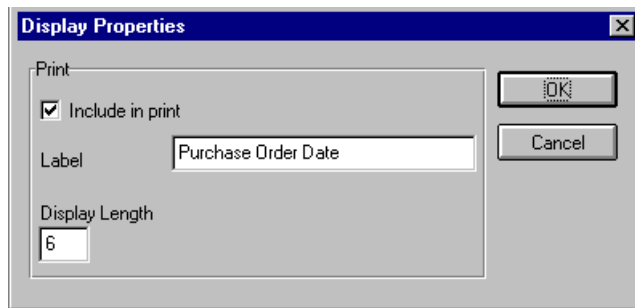 Display Properties
Print
OK
Include in print
Cancel
Label Purchase Order Date
Display Length
6